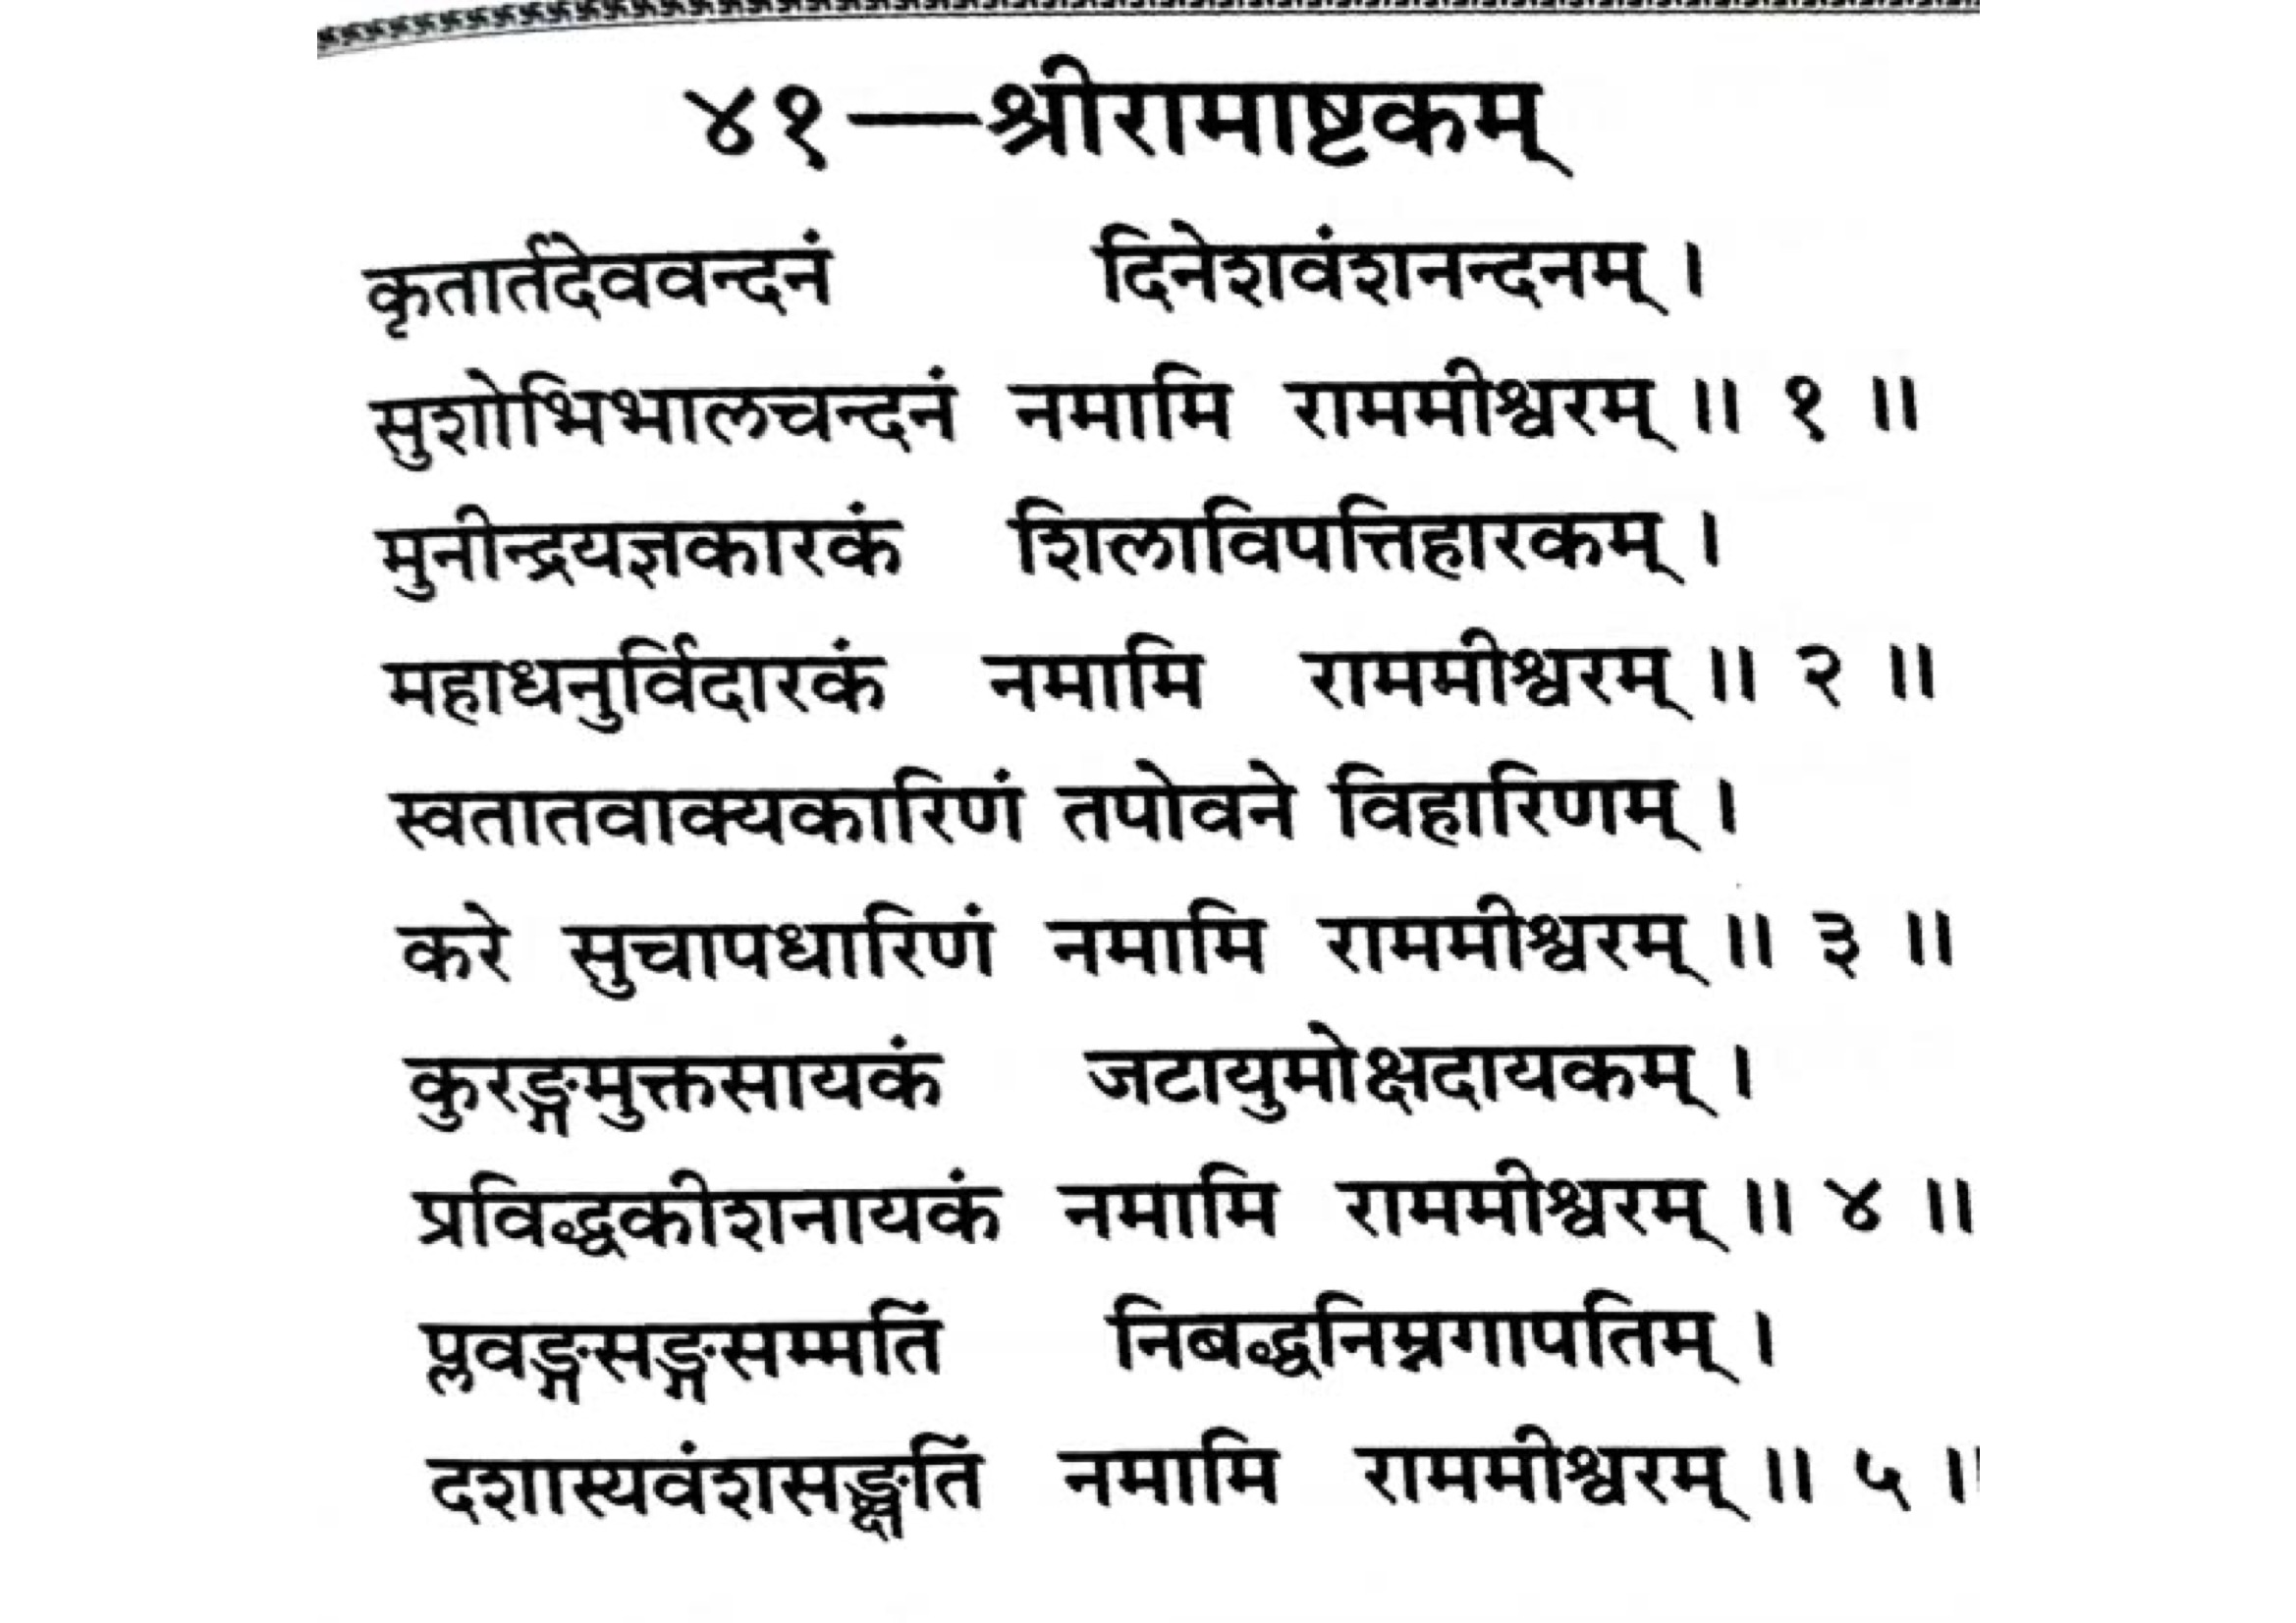 ४१—श्रीरामाष्टकम्
कृतार्तदेववन्दनं दिनेशवंशनन्दनम् ।
सुशोभिभालचन्दनं नमामि राममीश्वरम् ॥ १ ॥
मुनीन्द्रयज्ञकारकं शिलाविपत्तिहारकम् ।
महाधनुर्विदारकं नमामि राममीश्वरम् ॥ २ ॥
स्वतातवाक्यकारिणं तपोवने विहारिणम् ।
करे सुचापधारिणं नमामि राममीश्वरम् ॥ ३ ॥
कुरङ्गमुक्तसायकं जटायुमोक्षदायकम् ।
प्रविद्धकीशनायकं नमामि राममीश्वरम् ॥ ४ ॥
प्लवङ्गसङ्गसम्मतिं निबद्धनिम्नगापतिम् ।
दशास्यवंशसङ्क्षतिं नमामि राममीश्वरम् ॥ ५ ॥